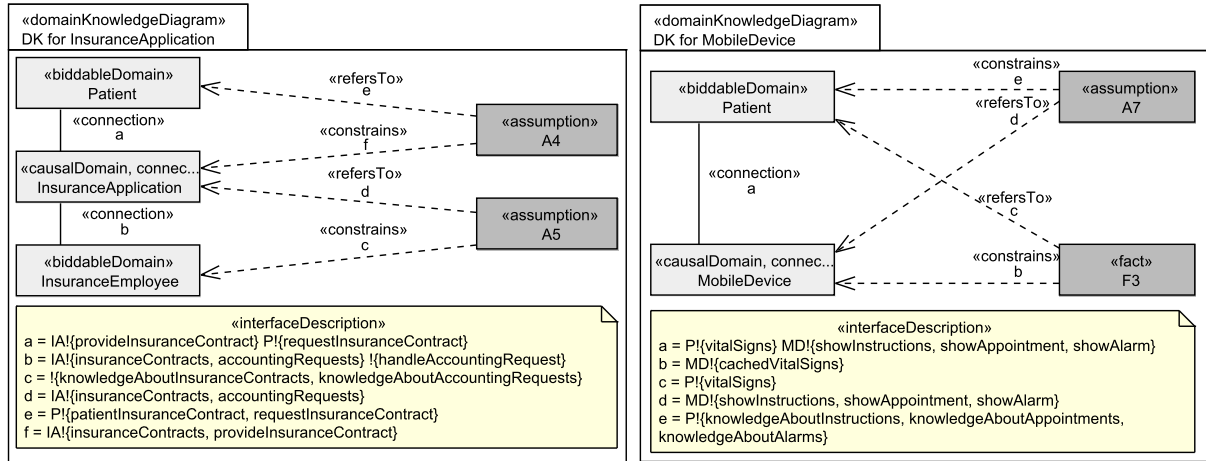 «domainKnowledgeDiagram»
DK for InsuranceApplication
«biddableDomain»
Patient
«connection»
a
«causalDomain, connec...
InsuranceApplication
«connection»
b
«biddableDomain»
InsuranceEmployee
«refersTo»
e
«constrains»
f
«refersTo»
d
«constrains»
c
«assumption»
A4
«assumption»
A5
«interfaceDescription»
a = IA!{provideInsuranceContract} P!{requestInsuranceContract}
b = IA!{insuranceContracts, accountingRequests} !{handleAccountingRequest}
c = !{knowledgeAboutInsuranceContracts, knowledgeAboutAccountingRequests}
d = IA!{insuranceContracts, accountingRequests}
e = P!{patientInsuranceContract, requestInsuranceContract}
f = IA!{insuranceContracts, provideInsuranceContract}
«domainKnowledgeDiagram»
DK for MobileDevice
«biddableDomain»
Patient
«connection»
a
«causalDomain, connec...
MobileDevice
«constrains»
e
«refersTo»
d
«refersTo»
c
«constrains»
b
«assumption»
A7
«fact»
F3
«interfaceDescription»
a = P!{vitalSigns} MD!{showInstructions, showAppointment, showAlarm}
b = MD!{cachedVitalSigns}
c = P!{vitalSigns}
d = MD!{showInstructions, showAppointment, showAlarm}
e = P!{knowledgeAboutInstructions, knowledgeAboutAppointments,
knowledgeAboutAlarms}